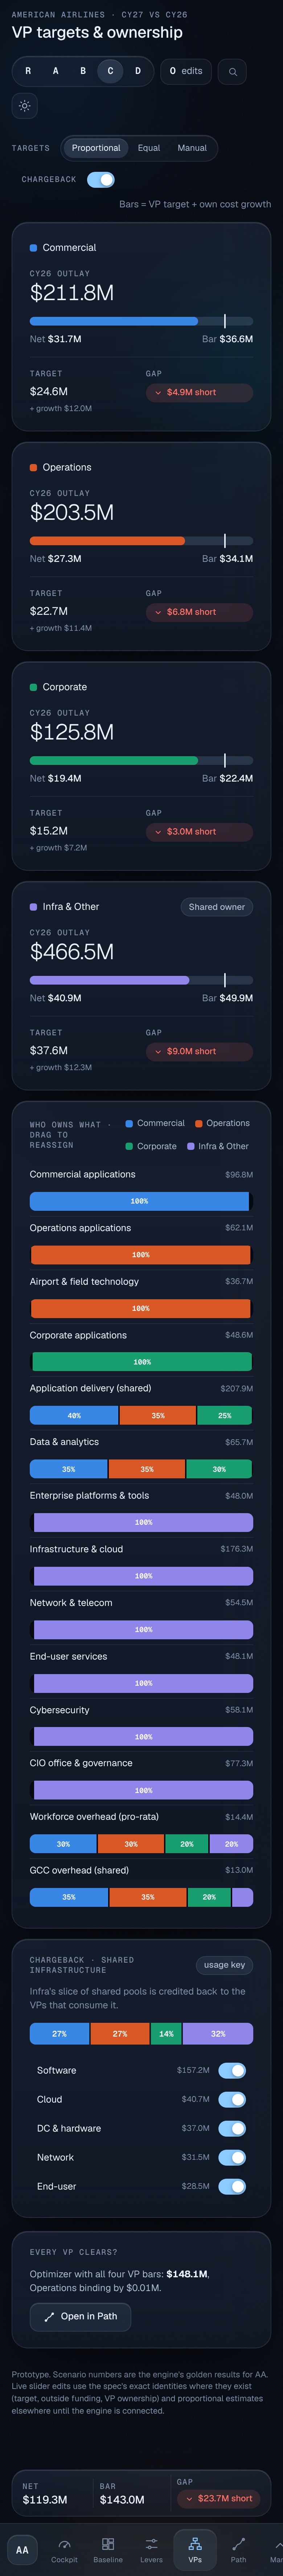 AMERICAN AIRLINES · CY27 VS CY26
VP targets & ownership
R A B C D 0 edits
TARGETS Proportional Equal Manual
CHARGEBACK
Bars = VP target + own cost growth
Commercial
CY26 OUTLAY
$211.8M
Net $31.7M Bar $36.6M
TARGET GAP
$24.6M $4.9M short
+ growth $12.0M
Operations
CY26 OUTLAY
$203.5M
Net $27.3M Bar $34.1M
TARGET GAP
$22.7M $6.8M short
+ growth $11.4M
Corporate
CY26 OUTLAY
$125.8M
Net $19.4M Bar $22.4M
TARGET GAP
$15.2M $3.0M short
+ growth $7.2M
Infra & Other Shared owner
CY26 OUTLAY
$466.5M
Net $40.9M Bar $49.9M
TARGET GAP
$37.6M $9.0M short
+ growth $12.3M
WHO OWNS WHAT ·
DRAG TO
REASSIGN
Commercial Operations
Corporate Infra & Other
Commercial applications $96.8M
100%
Operations applications $62.1M
100%
Airport & field technology $36.7M
100%
Corporate applications $48.6M
100%
Application delivery (shared) $207.9M
40% 35% 25%
Data & analytics $65.7M
35% 35% 30%
Enterprise platforms & tools $48.0M
100%
Infrastructure & cloud $176.3M
100%
Network & telecom $54.5M
100%
End-user services $48.1M
100%
Cybersecurity $58.1M
100%
CIO office & governance $77.3M
100%
Workforce overhead (pro-rata) $14.4M
30% 30% 20% 20%
GCC overhead (shared) $13.0M
35% 35% 20%
CHARGEBACK · SHARED
INFRASTRUCTURE
usage key
Infra's slice of shared pools is credited back to the
VPs that consume it.
27% 27% 14% 32%
Software $157.2M
Cloud $40.7M
DC & hardware $37.0M
Network $31.5M
End-user $28.5M
EVERY VP CLEARS?
Optimizer with all four VP bars: $148.1M,
Operations binding by $0.01M.
Open in Path
Prototype. Scenario numbers are the engine's golden results for AA.
Live slider edits use the spec's exact identities where they exist
(target, outside funding, VP ownership) and proportional estimates
elsewhere until the engine is connected.
NET BAR GAP
$119.3M $143.0M $23.7M short
AA Cockpit Baseline Levers VPs Path Mar